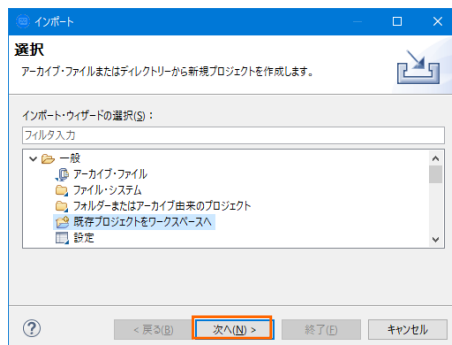 インポート
選択
アーカイブ・ファイルまたはディレクトリーから新規プロジェクトを作成します。
インポート・ウィザードの選択(S):
フィルタ入力
一般
アーカイブ・ファイル
ファイル・システム
フォルダーまたはアーカイブ由来のプロジェクト
既存プロジェクトをワークスペースへ
設定
< 戻る(B) 次へ(N) > 終了(F) キャンセル